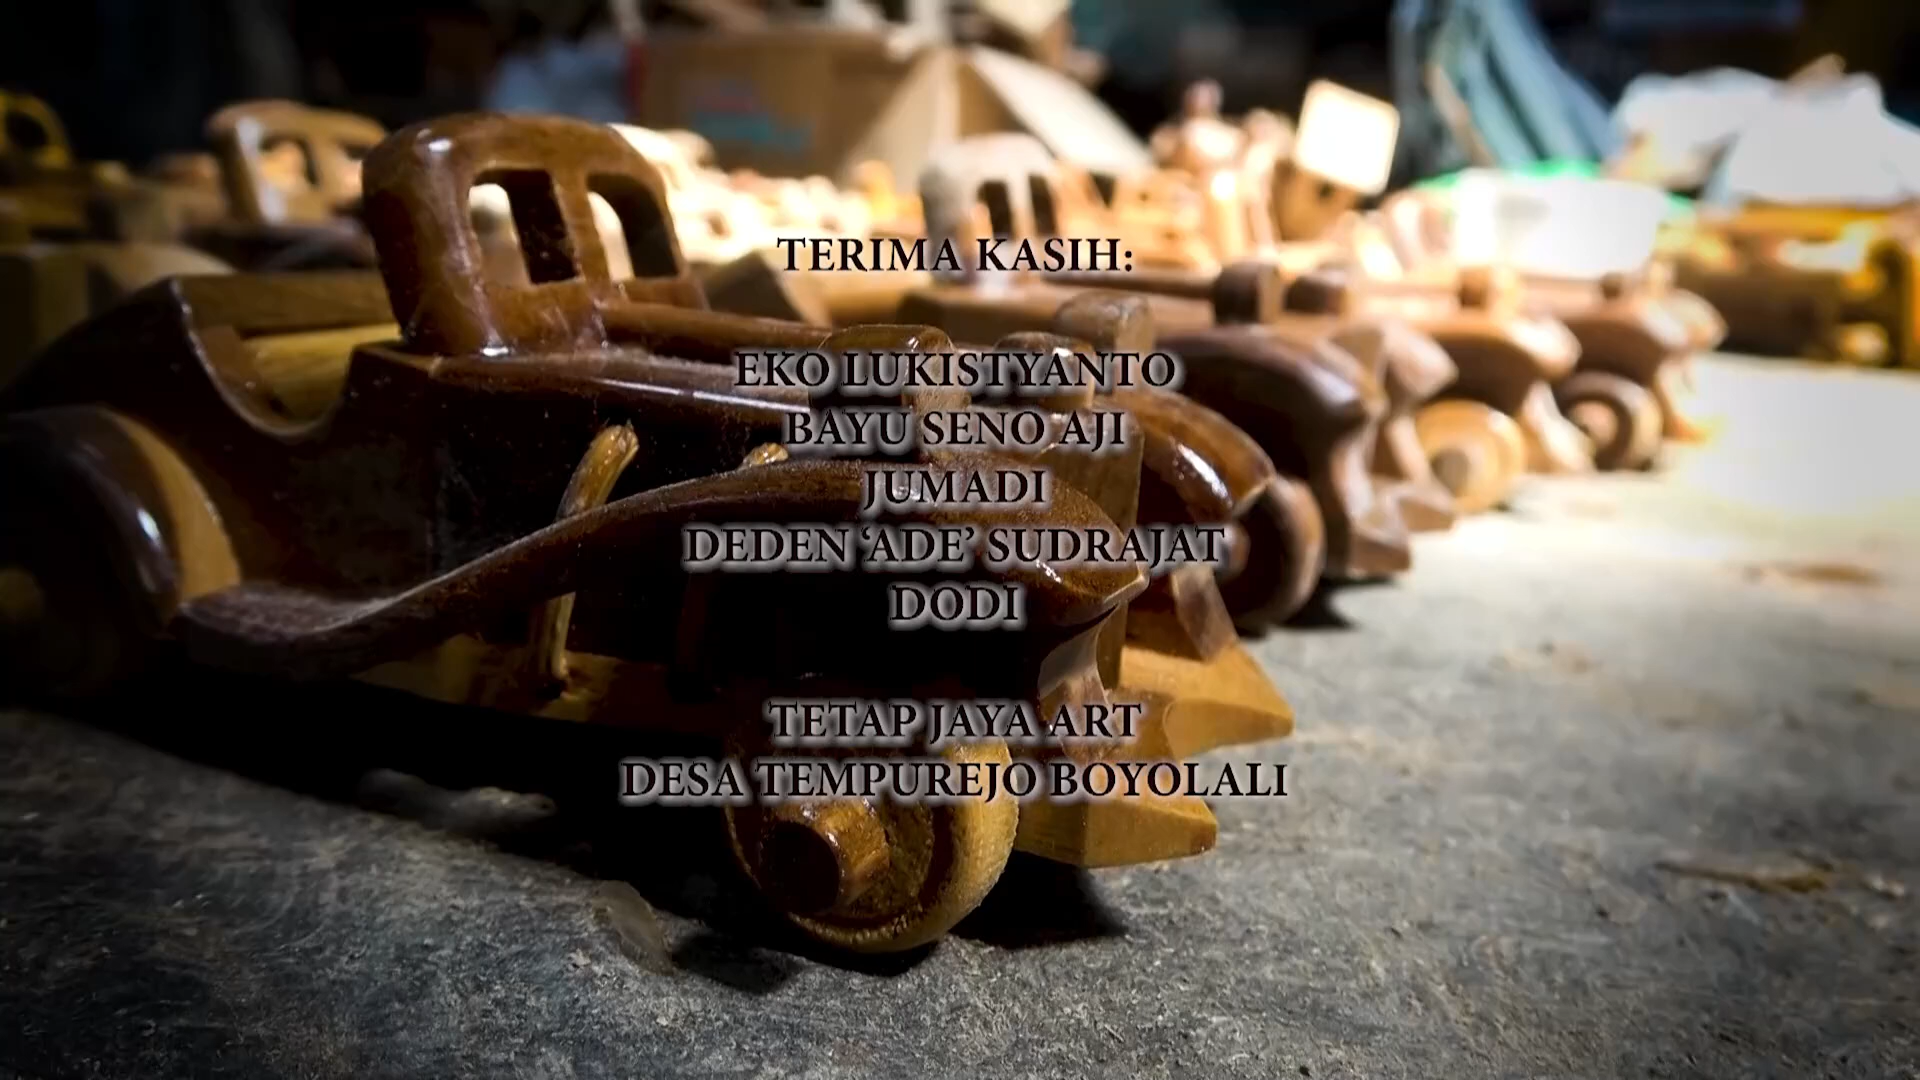 TERIMA KASIH:
EKO LUKISTYANTO
BAYU SENO AJI
JUMADI
DEDEN ‘ADE’ SUDRAJAT
DODI
TETAP JAYA ART
DESA TEMPUREJO BOYOLALI